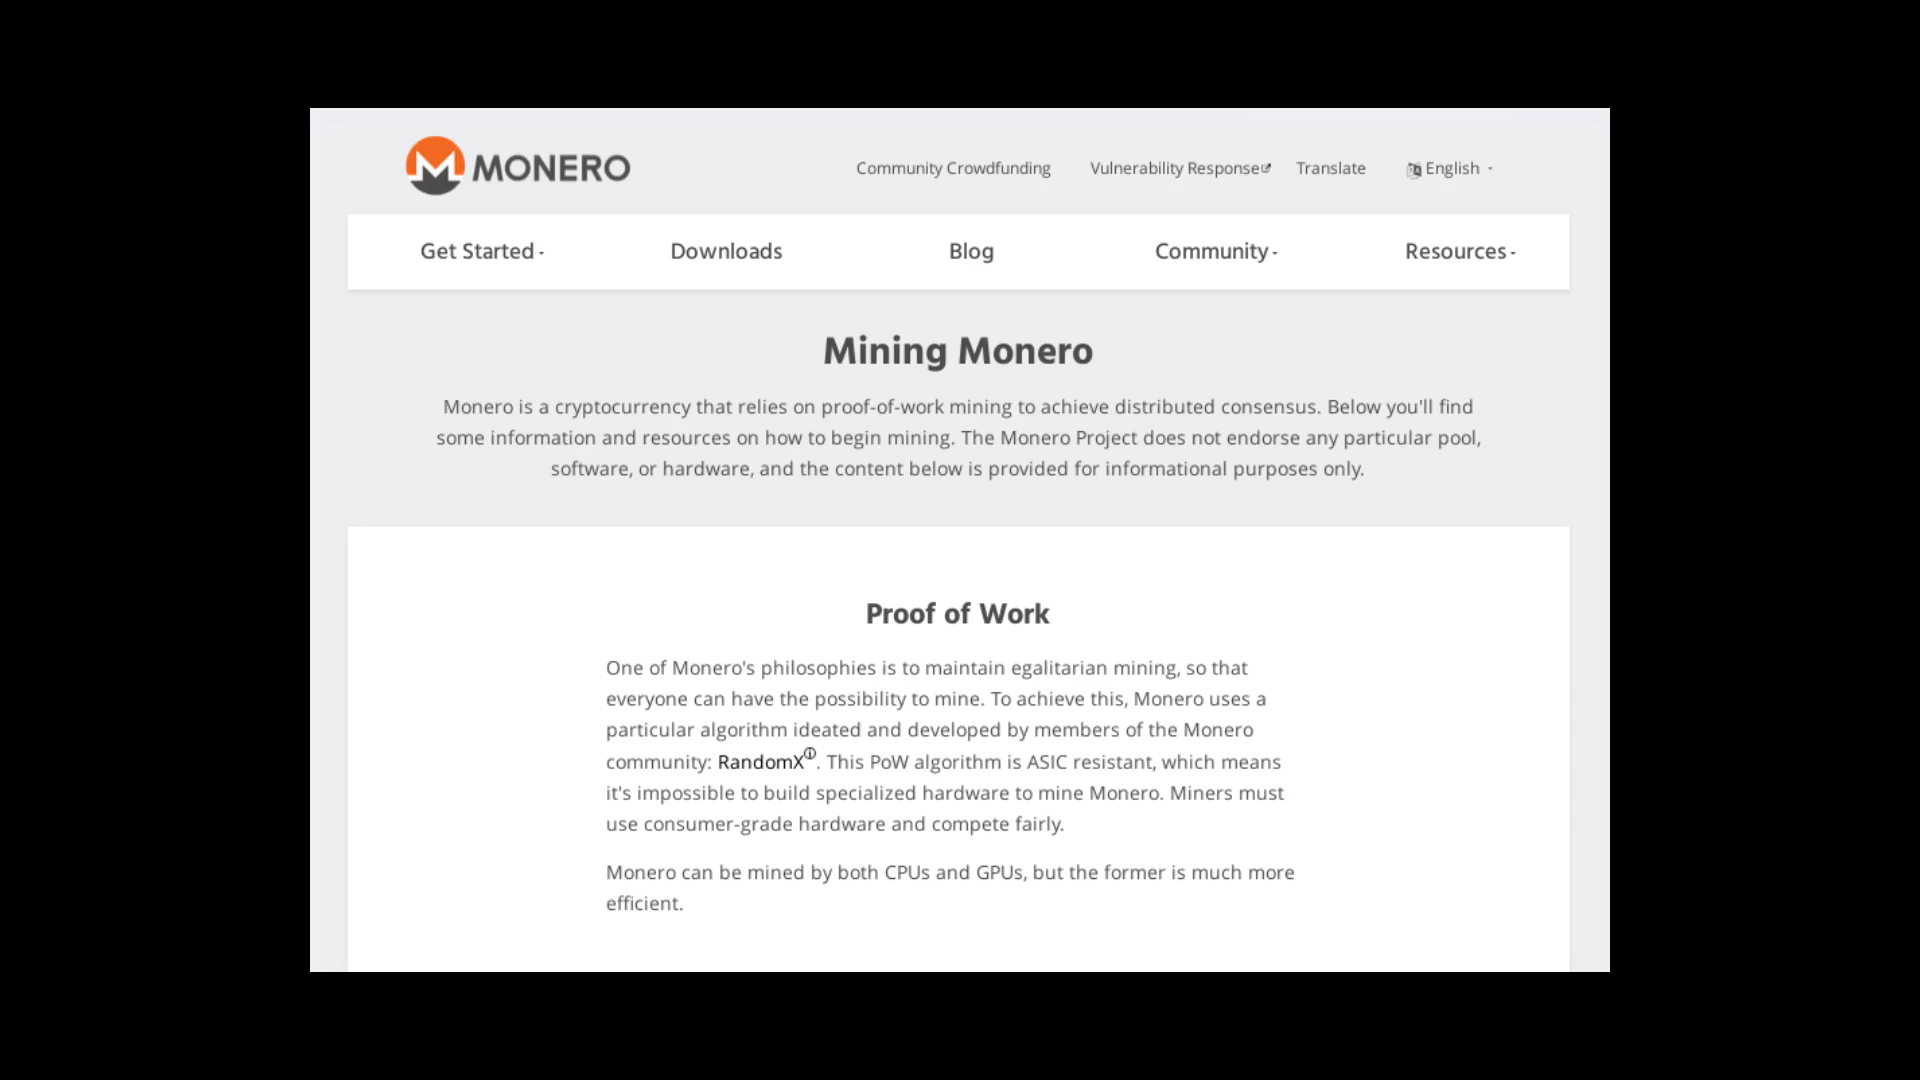 MONERO
Community Crowdfunding Vulnerability Response Translate English
Get Started Downloads Blog Community Resources
Mining Monero
Monero is a cryptocurrency that relies on proof-of-work mining to achieve distributed consensus. Below you'll find
some information and resources on how to begin mining. The Monero Project does not endorse any particular pool,
software, or hardware, and the content below is provided for informational purposes only.
Proof of Work
One of Monero's philosophies is to maintain egalitarian mining, so that
everyone can have the possibility to mine. To achieve this, Monero uses a
particular algorithm ideated and developed by members of the Monero
community: RandomX. This PoW algorithm is ASIC resistant, which means
it's impossible to build specialized hardware to mine Monero. Miners must
use consumer-grade hardware and compete fairly.
Monero can be mined by both CPUs and GPUs, but the former is much more
efficient.